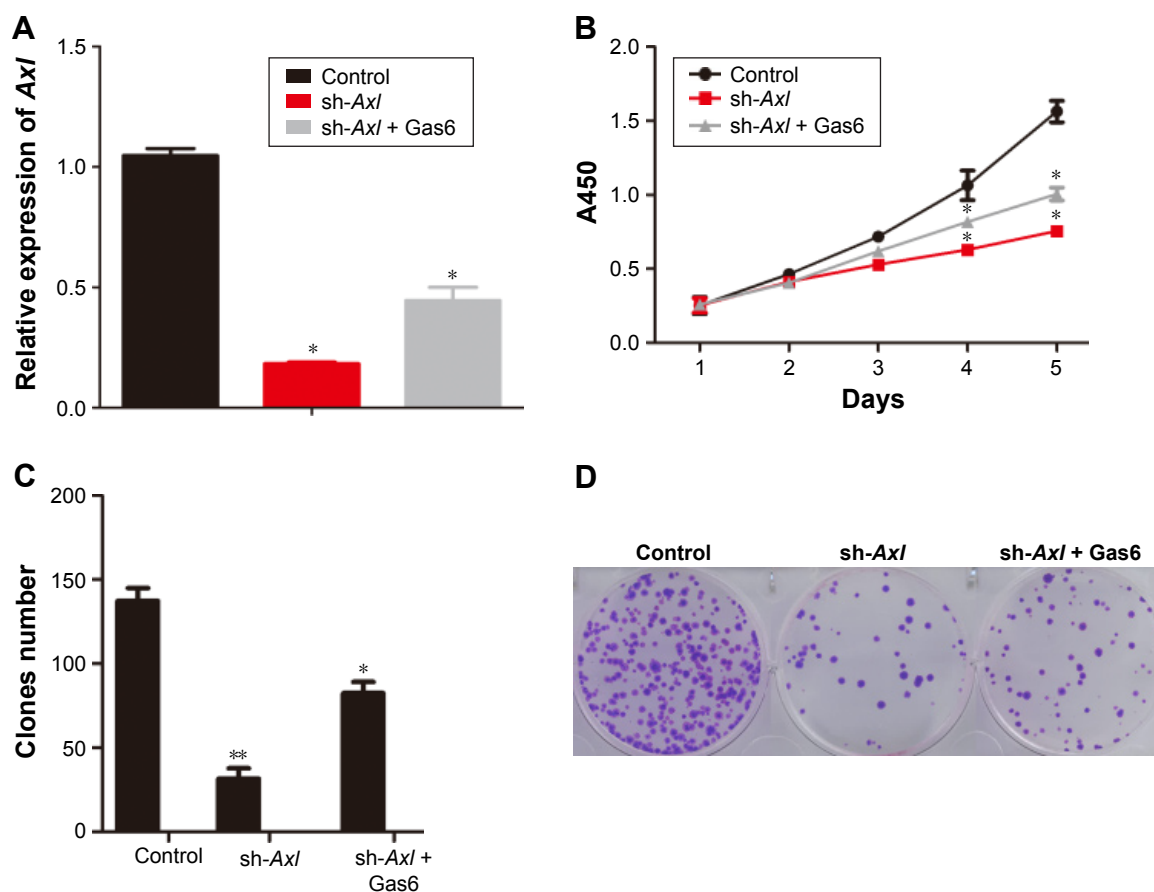 A
Relative expression of Axl
1.5
1.0
0.5
0.0
Control
sh-Axl
sh-Axl + Gas6
*
*
B
A450
2.0
1.5
1.0
0.5
0.0
Control
sh-Axl
sh-Axl + Gas6
*
*
*
*
1 2 3 4 5
Days
C
Clones number
200
150
100
50
0
**
*
Control
sh-Axl
sh-Axl +
Gas6
D
Control sh-Axl sh-Axl + Gas6